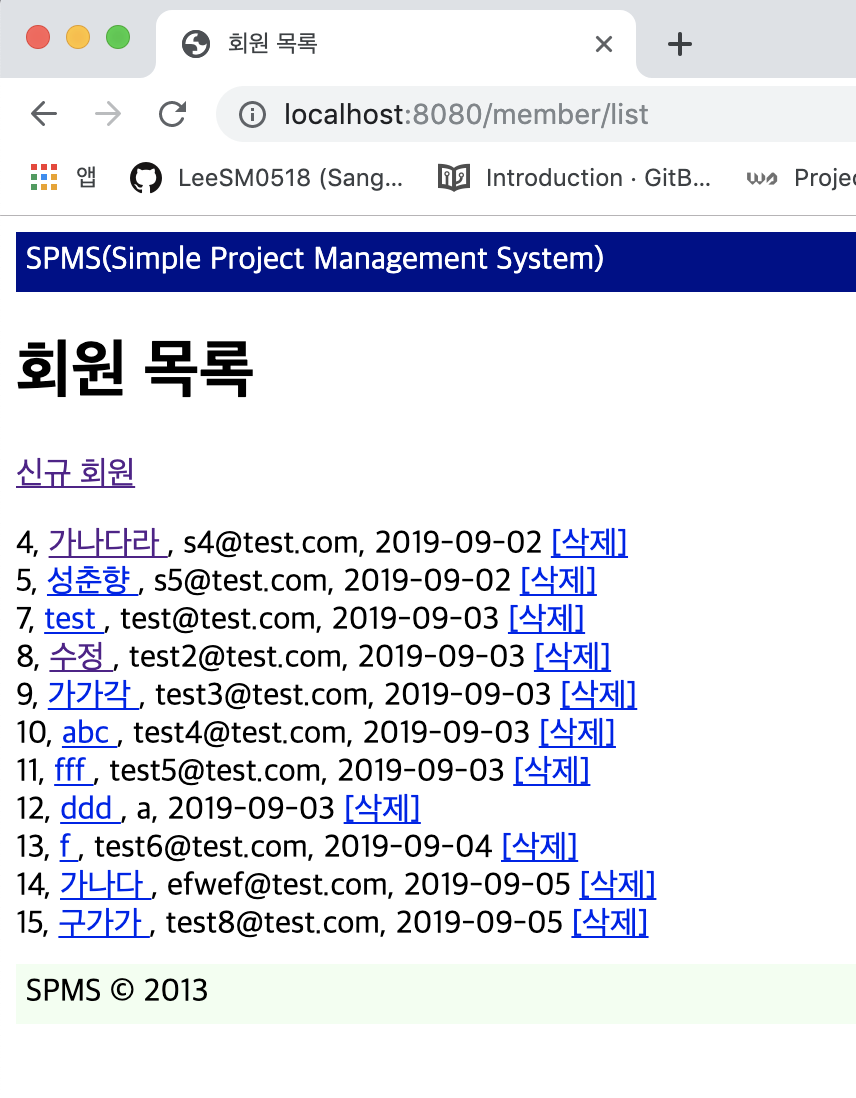 회원 목록
localhost:8080/member/list
앱 LeeSM0518 (Sang... Introduction · GitB... Projec
SPMS(Simple Project Management System)
회원 목록
신규 회원
4, 가나다라 , s4@test.com, 2019-09-02 [삭제]
5, 성춘향 , s5@test.com, 2019-09-02 [삭제]
7, test , test@test.com, 2019-09-03 [삭제]
8, 수정 , test2@test.com, 2019-09-03 [삭제]
9, 가가각 , test3@test.com, 2019-09-03 [삭제]
10, abc , test4@test.com, 2019-09-03 [삭제]
11, fff , test5@test.com, 2019-09-03 [삭제]
12, ddd , a, 2019-09-03 [삭제]
13, f , test6@test.com, 2019-09-04 [삭제]
14, 가나다 , efwef@test.com, 2019-09-05 [삭제]
15, 구가가 , test8@test.com, 2019-09-05 [삭제]
SPMS © 2013